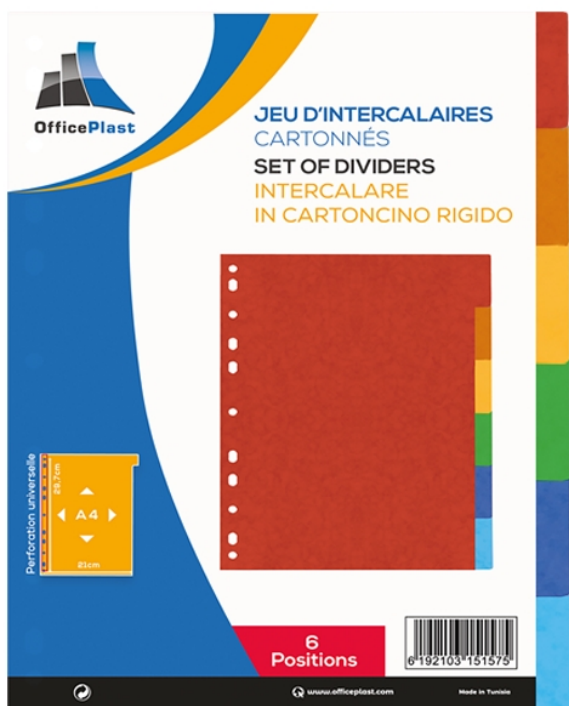 OfficePlast
JEU D'INTERCALAIRES
CARTONNÉS
SET OF DIVIDERS
INTERCALARE
IN CARTONCINO RIGIDO
Perforation universelle
29,7cm
A4
21cm
6
Positions
6 192103 151575
www.officeplast.com
Made in Tunisia